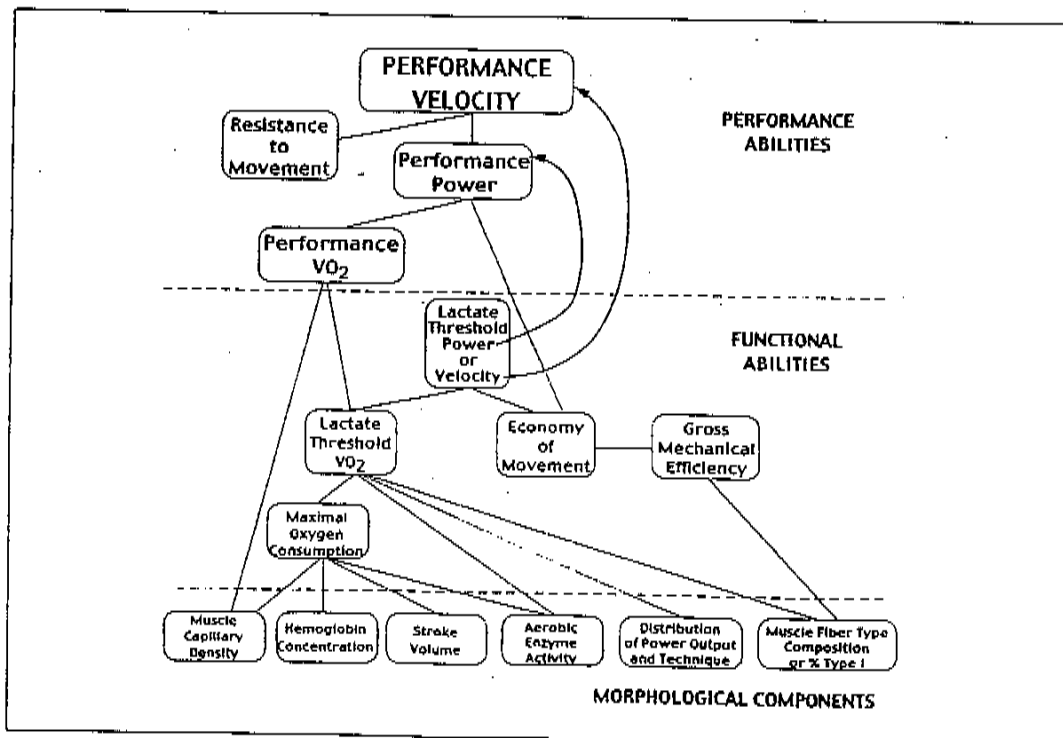 PERFORMANCE
VELOCITY
PERFORMANCE
ABILITIES
Resistance
to
Movement
Performance
Power
Performance
VO2
Lactate
Threshold
Power
or
Velocity
FUNCTIONAL
ABILITIES
Lactate
Threshold
VO2
Economy
of
Movement
Gross
Mechanical
Efficiency
Maximal
Oxygen
Consumption
Muscle
Capillary
Density
Hemoglobin
Concentration
Stroke
Volume
Aerobic
Enzyme
Activity
Distribution
of Power Output
and Technique
Muscle Fiber Type
Composition
or % Type I
MORPHOLOGICAL COMPONENTS